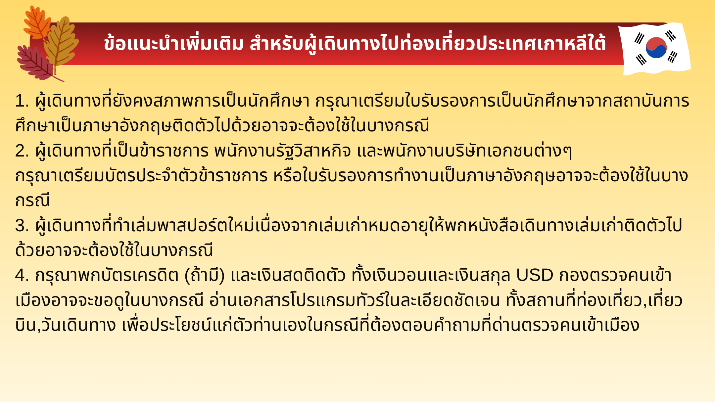 ข้อแนะนำเพิ่มเติม สำหรับผู้เดินทางไปท่องเที่ยวประเทศเกาหลีใต้
1. ผู้เดินทางที่ยังคงสภาพการเป็นนักศึกษา กรุณาเตรียมใบรับรองการเป็นนักศึกษาจากสถาบันการ
ศึกษาเป็นภาษาอังกฤษติดตัวไปด้วยอาจจะต้องใช้ในบางกรณี
2. ผู้เดินทางที่เป็นข้าราชการ พนักงานรัฐวิสาหกิจ และพนักงานบริษัทเอกชนต่างๆ
กรุณาเตรียมบัตรประจำตัวข้าราชการ หรือใบรับรองการทำงานเป็นภาษาอังกฤษอาจจะต้องใช้ในบาง
กรณี
3. ผู้เดินทางที่ทำเล่มพาสปอร์ตใหม่เนื่องจากเล่มเก่าหมดอายุให้พกหนังสือเดินทางเล่มเก่าติดตัวไป
ด้วยอาจจะต้องใช้ในบางกรณี
4. กรุณาพกบัตรเครดิต (ถ้ามี) และเงินสดติดตัว ทั้งเงินวอนและเงินสกุล USD กองตรวจคนเข้า
เมืองอาจจะขอดูในบางกรณี อ่านเอกสารโปรแกรมทัวร์ในละเอียดชัดเจน ทั้งสถานที่ท่องเที่ยว,เที่ยว
บิน,วันเดินทาง เพื่อประโยชน์แก่ตัวท่านเองในกรณีที่ต้องตอบคำถามที่ด่านตรวจคนเข้าเมือง